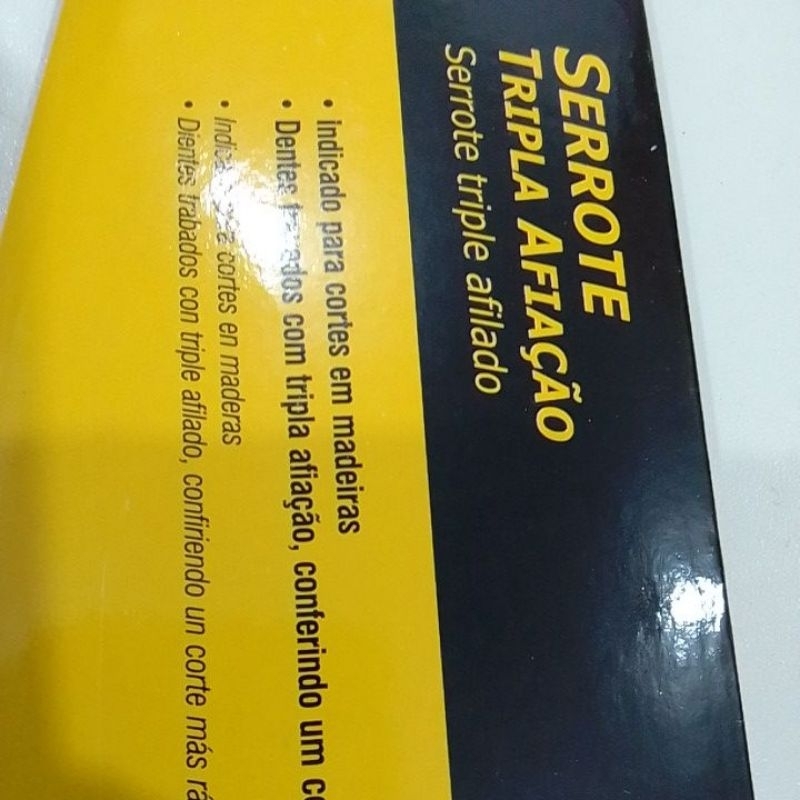 SERROTE
TRIPLA AFIAÇÃO
Serrote triple afilado
• Indicado para cortes em madeiras
• Dentes travados com tripla afiação, conferindo um
• cortes en maderas
• Dientes trabados con triple afilado, confiriendo un corte más